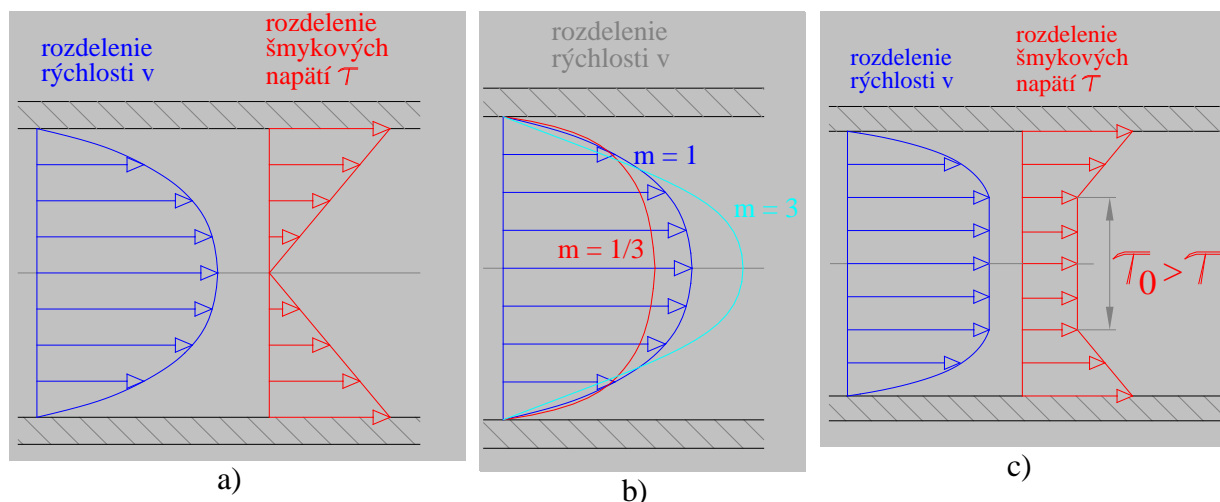 rozdelenie
rýchlosti v
rozdelenie
šmykových
napätí τ
a)
rozdelenie
rýchlosti v
m = 1
m = 3
m = 1/3
b)
rozdelenie
rýchlosti v
rozdelenie
šmykových
napätí τ
τ0 > τ
c)